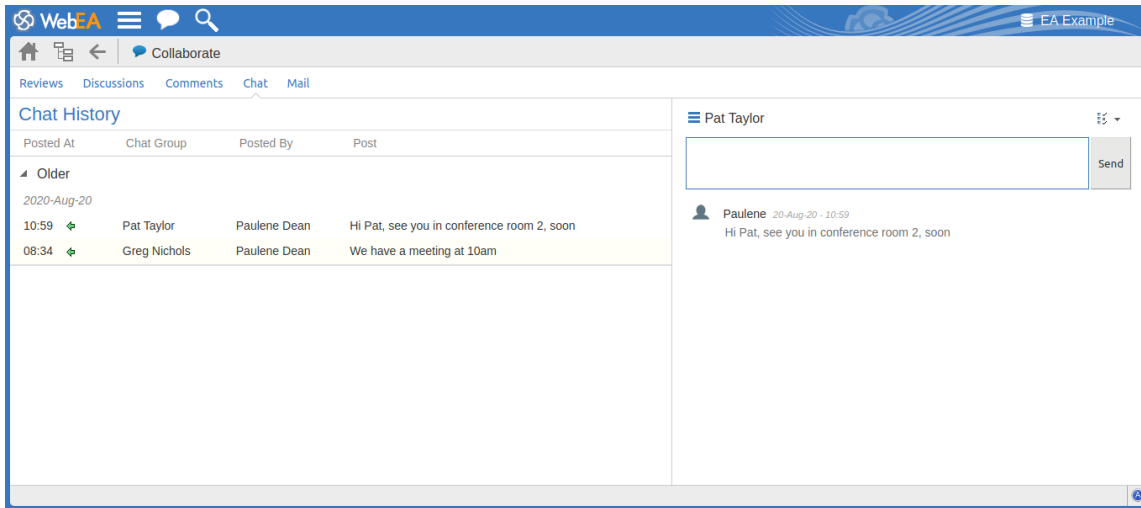 WebEA EA Example
Collaborate
Reviews Discussions Comments Chat Mail
Chat History
Posted At Chat Group Posted By Post
Older
2020-Aug-20
10:59 Pat Taylor Paulene Dean Hi Pat, see you in conference room 2, soon
08:34 Greg Nichols Paulene Dean We have a meeting at 10am
Pat Taylor
Send
Paulene 20-Aug-20 - 10:59
Hi Pat, see you in conference room 2, soon